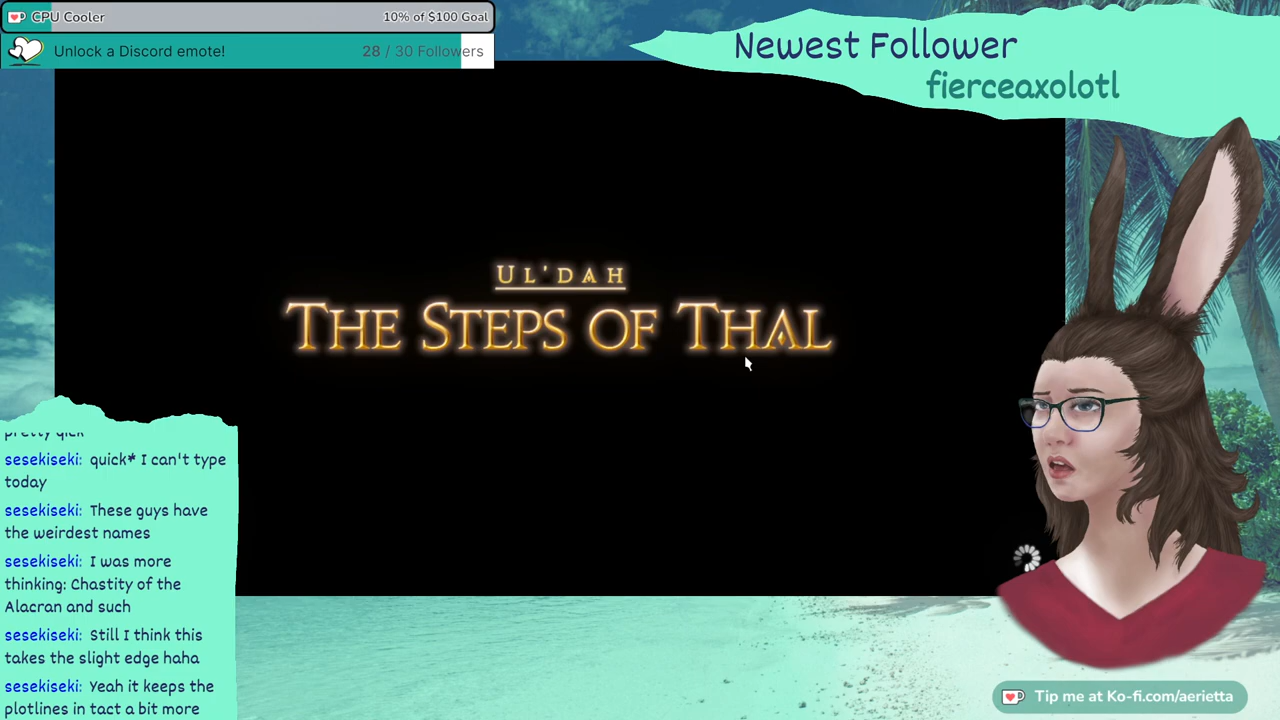 CPU Cooler 10% of $100 Goal
Unlock a Discord emote! 28 / 30 Followers
Newest Follower
fierceaxolotl
UL'DAH
THE STEPS OF THAL
pretty qick
sesekiseki: quick* I can't type
today
sesekiseki: These guys have
the weirdest names
sesekiseki: I was more
thinking: Chastity of the
Alacran and such
sesekiseki: Still I think this
takes the slight edge haha
sesekiseki: Yeah it keeps the
plotlines in tact a bit more
Tip me at Ko-fi.com/aerietta